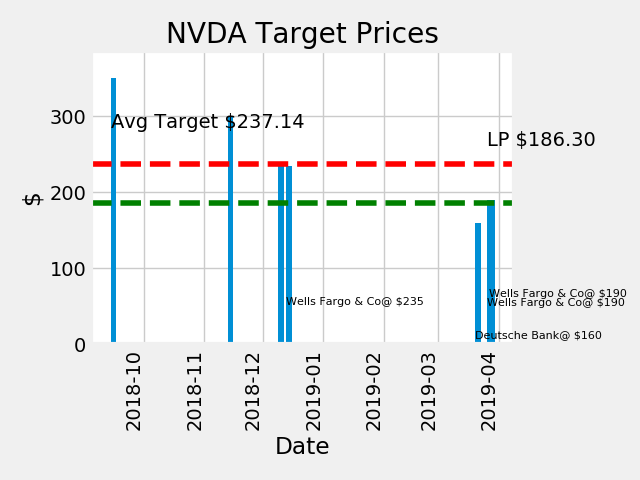 NVDA Target Prices
300
Avg Target $237.14
LP $186.30
200
$
100
Wells Fargo & Co@ $190
Wells Fargo & Co@ $235
Wells Fargo & Co@ $190
Deutsche Bank@ $160
0
2018-10
2018-11
2018-12
2019-01
2019-02
2019-03
2019-04
Date